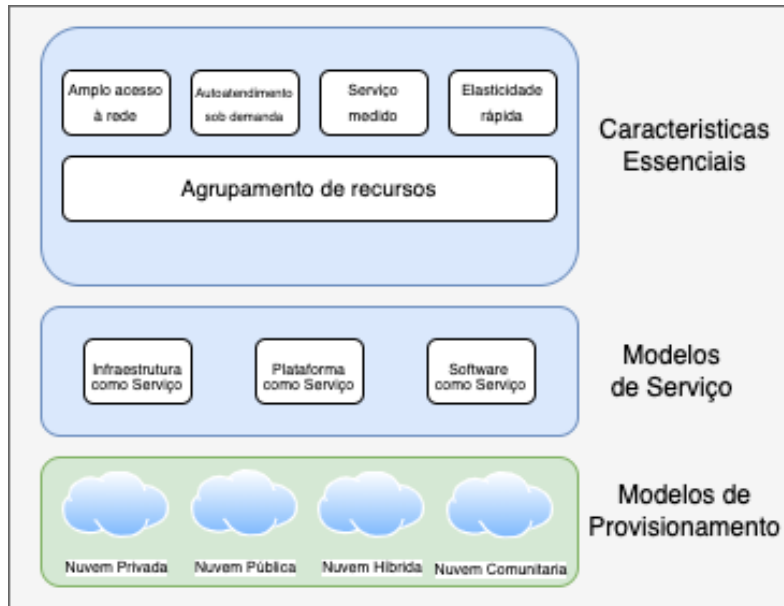 Amplo acesso
à rede
Autoatendimento
sob demanda
Serviço
medido
Elasticidade
rápida
Agrupamento de recursos
Caracteristicas
Essenciais
Infraestrutura
como Serviço
Plataforma
como Serviço
Software
como Serviço
Modelos
de Serviço
Nuvem Privada
Nuvem Pública
Nuvem Híbrida
Nuvem Comunitaria
Modelos de
Provisionamento